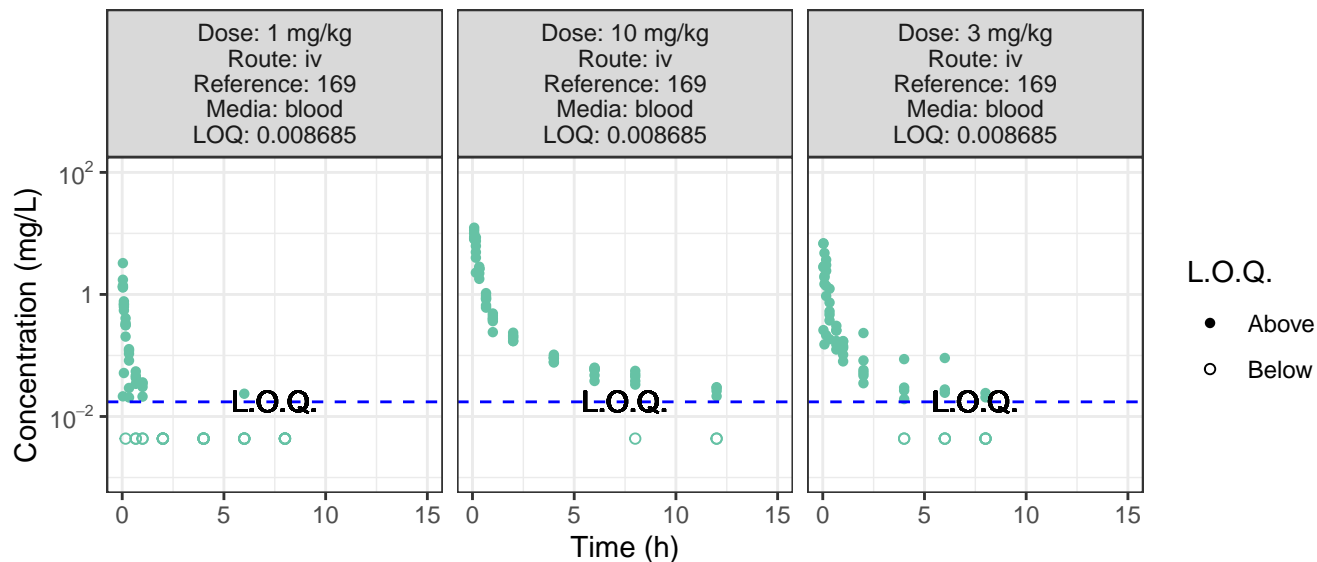 Dose: 1 mg/kg
Route: iv
Reference: 169
Media: blood
LOQ: 0.008685
Dose: 10 mg/kg
Route: iv
Reference: 169
Media: blood
LOQ: 0.008685
Dose: 3 mg/kg
Route: iv
Reference: 169
Media: blood
LOQ: 0.008685
Concentration (mg/L)
10²
1
10⁻²
L.O.Q.
L.O.Q.
L.O.Q.
0 5 10 15
0 5 10 15
0 5 10 15
Time (h)
L.O.Q.
Above
Below